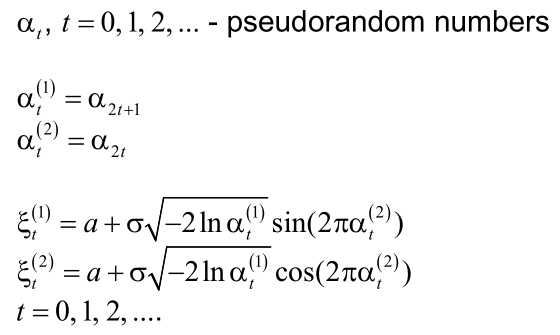 αₜ, t = 0, 1, 2, ... - pseudorandom numbers
αₜ⁽¹⁾ = α₂ₜ₊₁
αₜ⁽²⁾ = α₂ₜ
ξₜ⁽¹⁾ = a + σ√(−2 ln αₜ⁽¹⁾) sin(2παₜ⁽²⁾)
ξₜ⁽²⁾ = a + σ√(−2 ln αₜ⁽¹⁾) cos(2παₜ⁽²⁾)
t = 0, 1, 2, ....